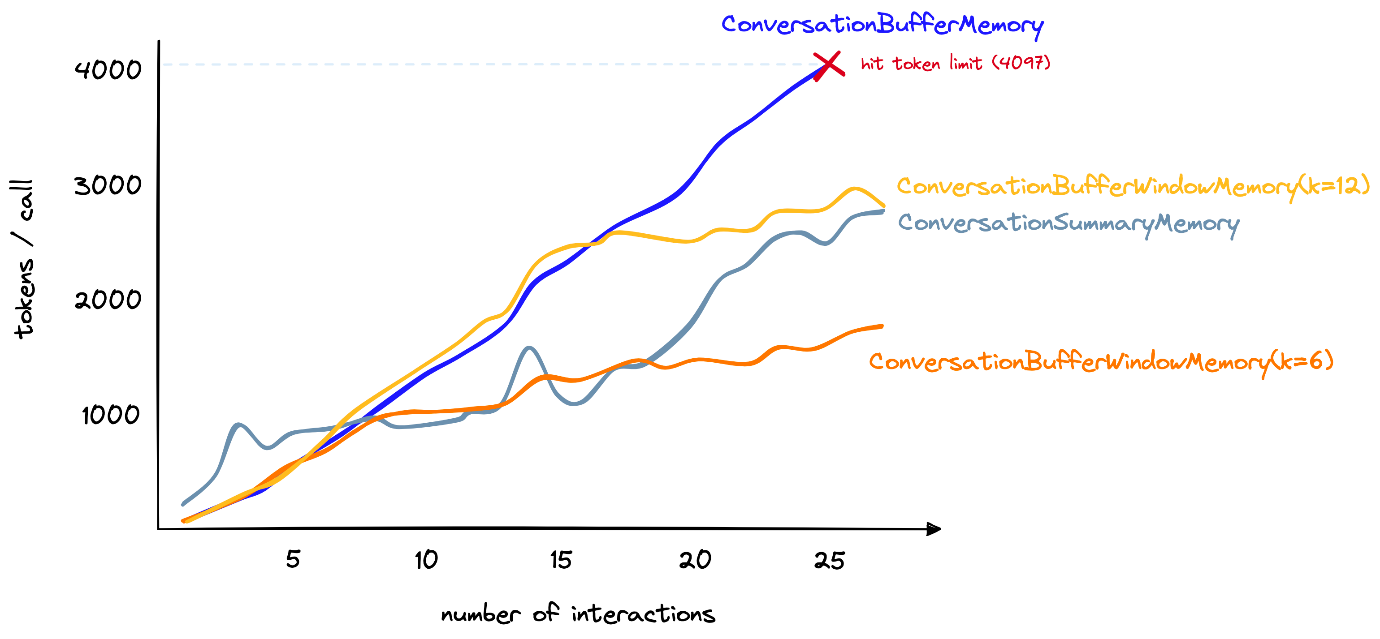 ConversationBufferMemory
hit token limit (4097)
4000
3000
2000
1000
tokens / call
ConversationBufferWindowMemory(k=12)
ConversationSummaryMemory
ConversationBufferWindowMemory(k=6)
5 10 15 20 25
number of interactions